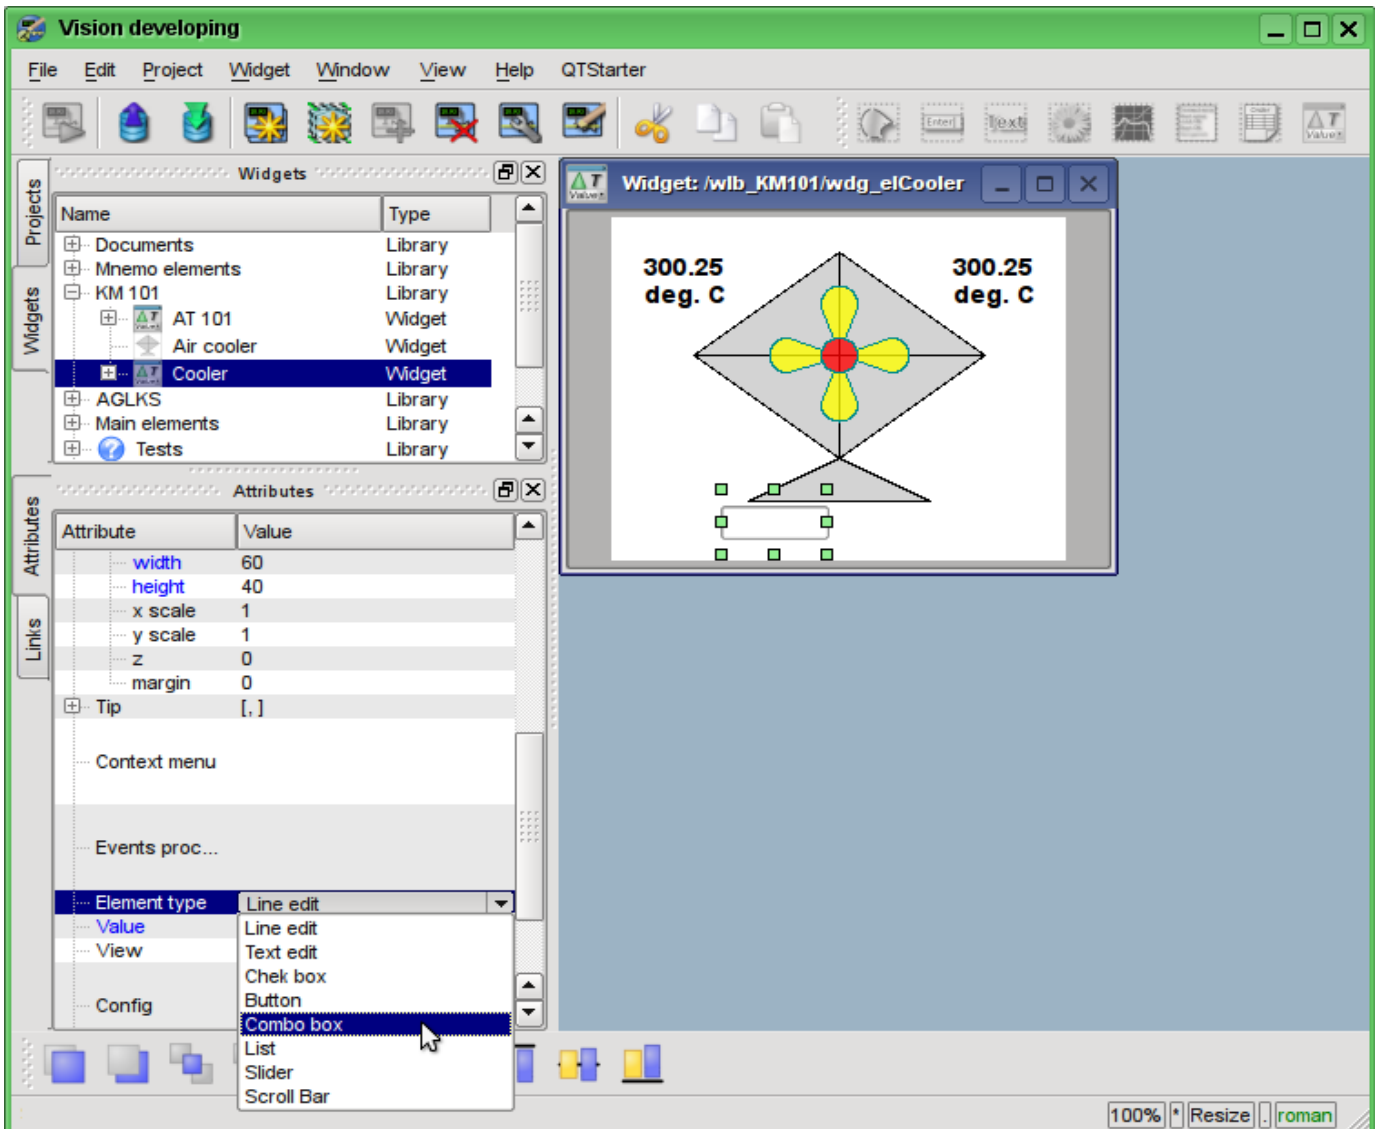 Vision developing
File Edit Project Widget Window View Help QTStarter
Enter Text
Widgets
Projects
Widgets
Name Type
Documents Library
Mnemo elements Library
KM 101 Library
AT 101 Widget
Air cooler Widget
Cooler Widget
AGLKS Library
Main elements Library
Tests Library
Widget: /wlb_KM101/wdg_elCooler
300.25
deg. C
300.25
deg. C
Attributes
Attributes
Links
Attribute Value
width 60
height 40
x scale 1
y scale 1
z 0
margin 0
Tip [, ]
Context menu
Events proc...
Element type Line edit
Value
View
Config
Line edit
Text edit
Chek box
Button
Combo box
List
Slider
Scroll Bar
100% * Resize . roman